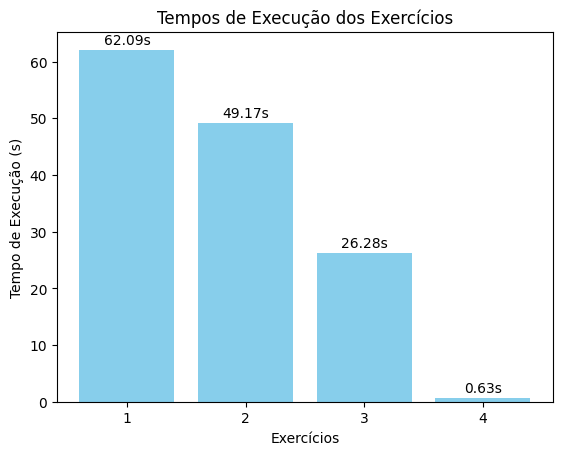 Tempos de Execução dos Exercícios
Tempo de Execução (s)
60
50
40
30
20
10
0
62.09s
49.17s
26.28s
0.63s
1 2 3 4
Exercícios